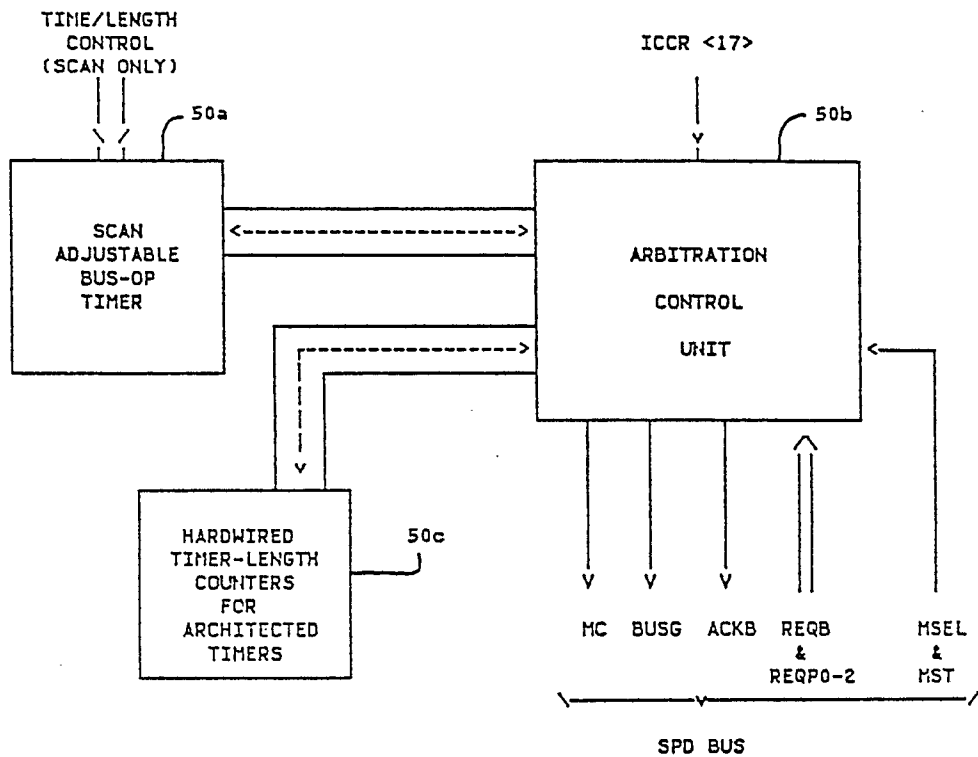 TIME/LENGTH
CONTROL
(SCAN ONLY)
ICCR <17>
50a
50b
SCAN
ADJUSTABLE
BUS-OP
TIMER
ARBITRATION
CONTROL
UNIT
HARDWIRED
TIMER-LENGTH
COUNTERS
FOR
ARCHITECTED
TIMERS
50c
MC BUSG ACKB REQB
&
REQP0-2
MSEL
&
MST
SPD BUS